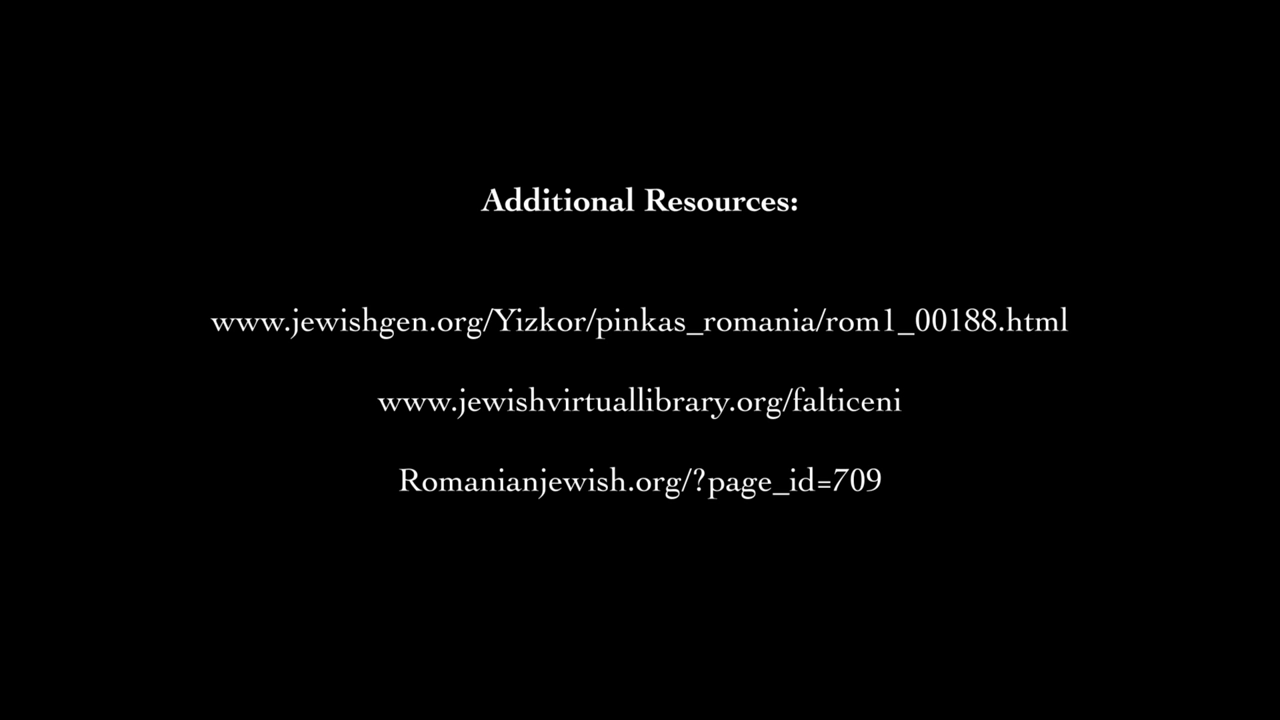 Additional Resources:
www.jewishgen.org/Yizkor/pinkas_romania/rom1_00188.html
www.jewishvirtuallibrary.org/falticeni
Romanianjewish.org/?page_id=709